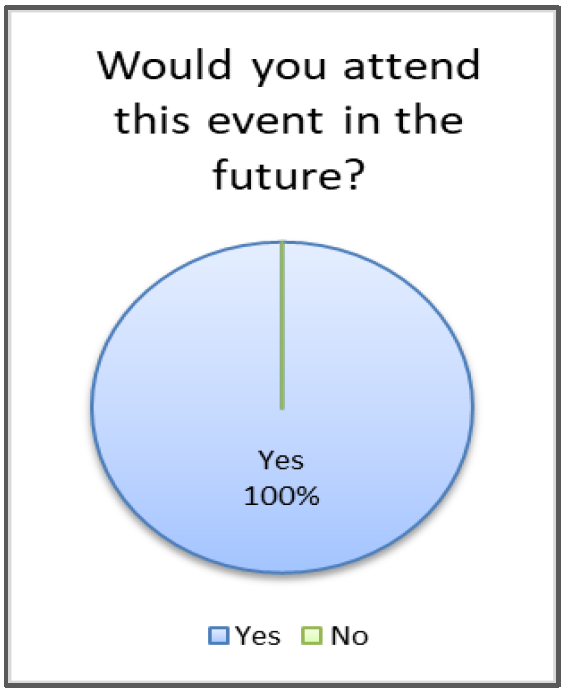 Would you attend
this event in the
future?
Yes
100%
Yes No